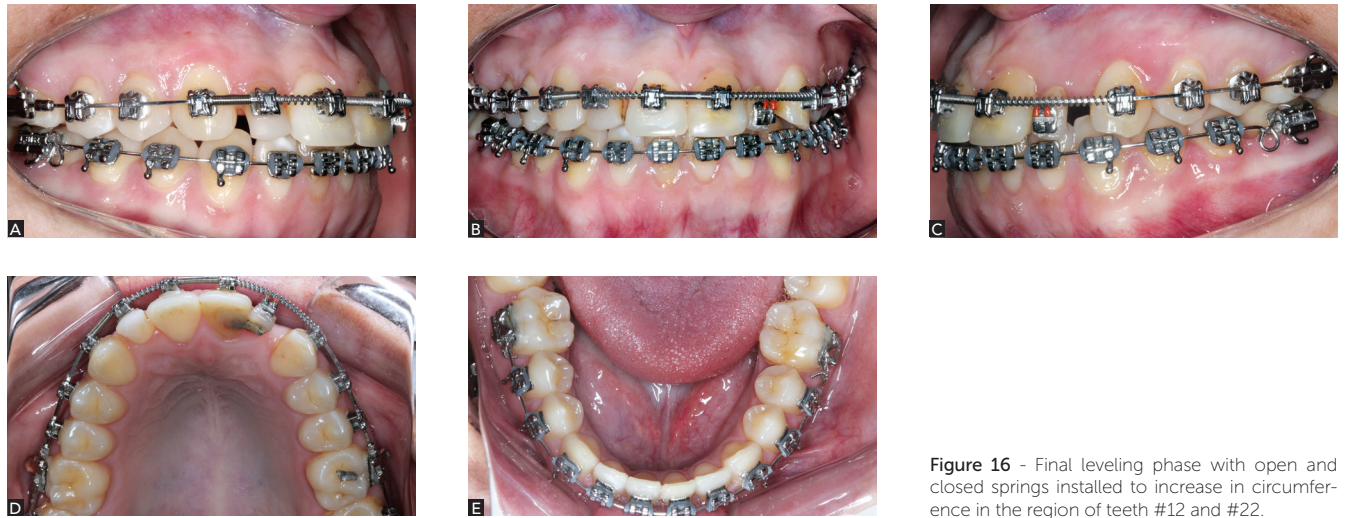 A
B
C
D
E
Figure 16 - Final leveling phase with open and
closed springs installed to increase in circumfer-
ence in the region of teeth #12 and #22.